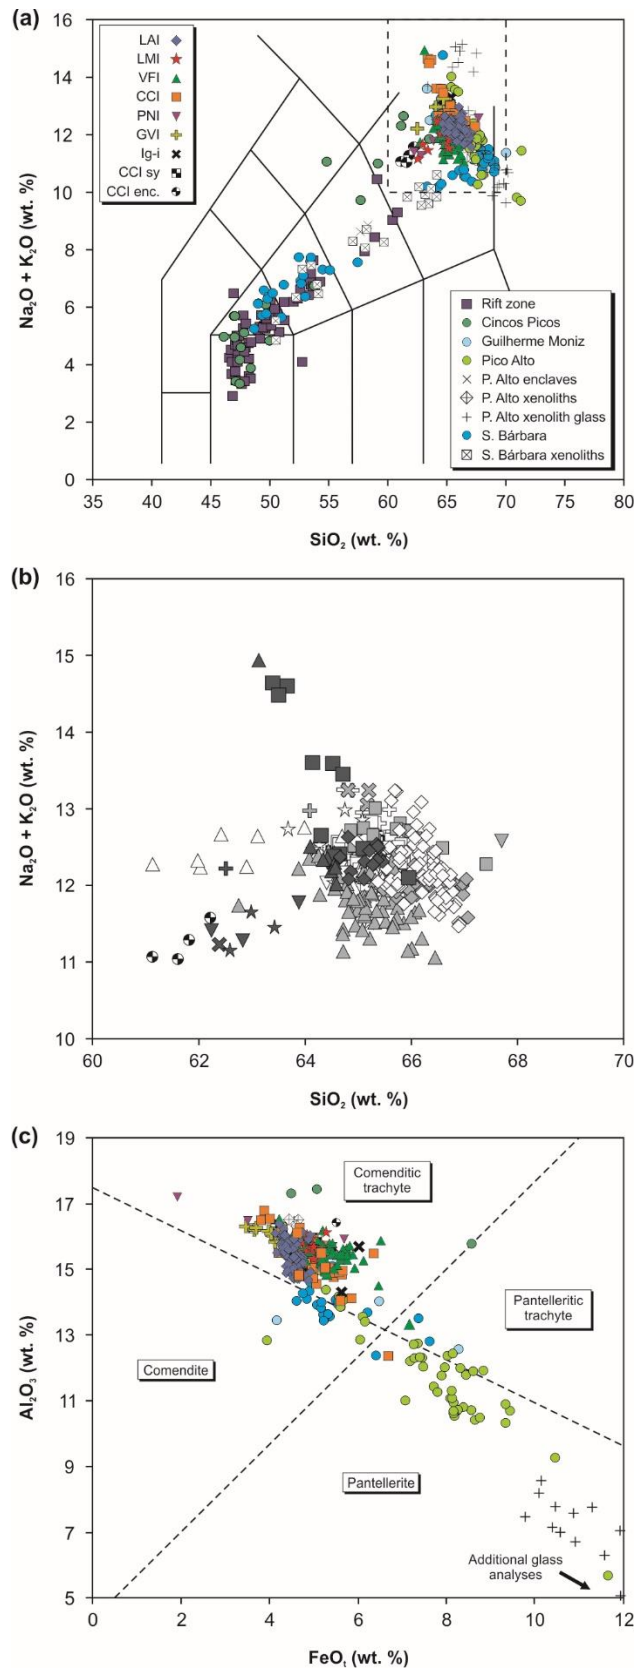 (a)
16
14
12
10
8
6
4
2
0
Na₂O + K₂O (wt. %)
LAI
LMI
VFI
CCI
PNI
GVI
Ig-i
CCI sy
CCI enc.
Rift zone
Cincos Picos
Guilherme Moniz
Pico Alto
P. Alto enclaves
P. Alto xenoliths
P. Alto xenolith glass
S. Bárbara
S. Bárbara xenoliths
35 40 45 50 55 60 65 70 75 80
SiO₂ (wt. %)
(b)
16
15
14
13
12
11
10
Na₂O + K₂O (wt. %)
60 62 64 66 68 70
SiO₂ (wt. %)
(c)
19
17
15
13
11
9
7
5
Al₂O₃ (wt. %)
Comenditic
trachyte
Pantelleritic
trachyte
Comendite
Pantellerite
Additional glass
analyses
0 2 4 6 8 10 12
FeOₜ (wt. %)